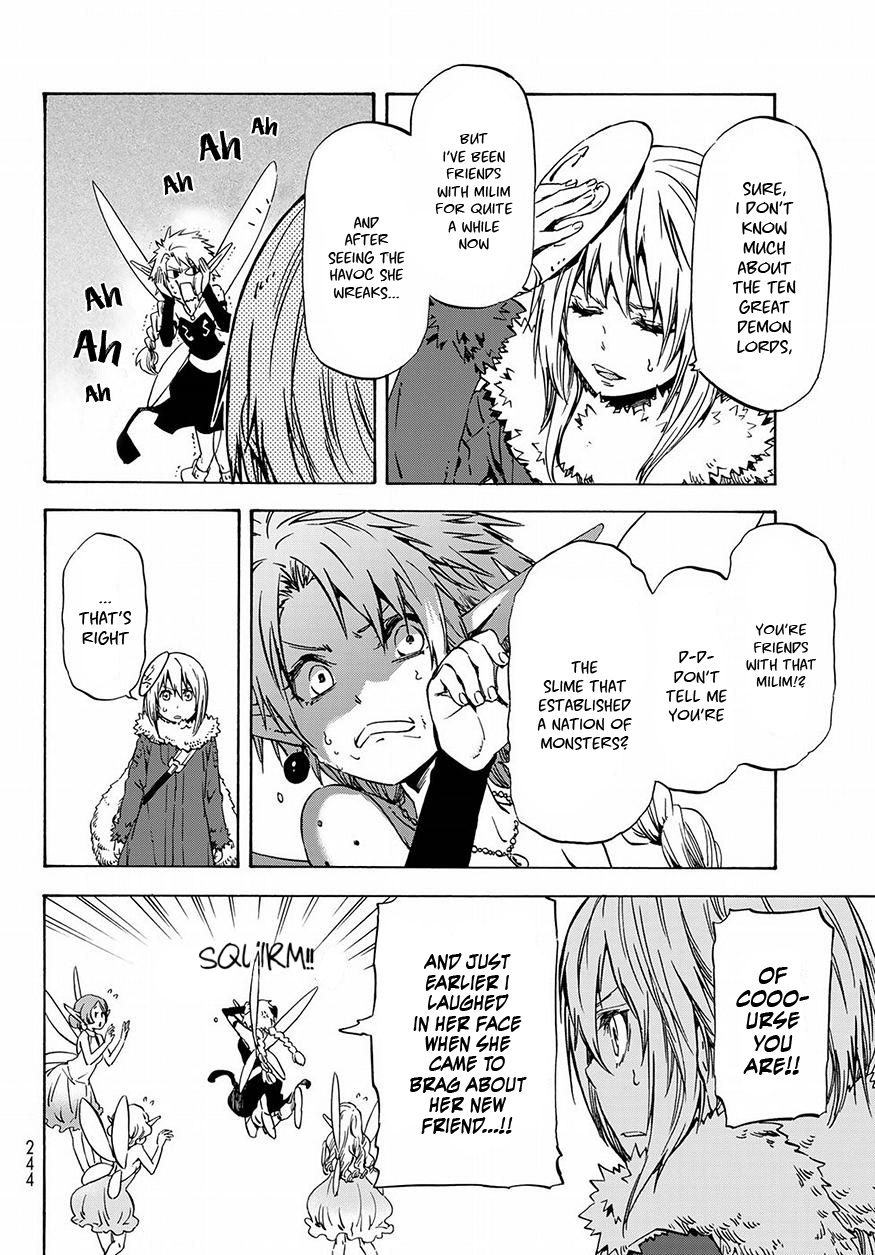 SURE,
I DON'T
KNOW
MUCH
ABOUT
THE TEN
GREAT
DEMON
LORDS,
BUT
I'VE BEEN
FRIENDS
WITH MILIM
FOR QUITE
A WHILE
NOW
AND
AFTER
SEEING THE
HAVOC SHE
WREAKS...
Ah
Ah
Ah
Ah
Ah
Ah
YOU'RE
FRIENDS
WITH THAT
MILIM!?
D-D-
DON'T
TELL ME
YOU'RE
THE
SLIME THAT
ESTABLISHED
A NATION OF
MONSTERS?
...
THAT'S
RIGHT
OF
COOO-
URSE
YOU
ARE!!
AND JUST
EARLIER I
LAUGHED
IN HER
FACE
WHEN SHE
CAME TO
BRAG ABOUT
HER NEW
FRIEND...!!
SQUIIRM!!
244